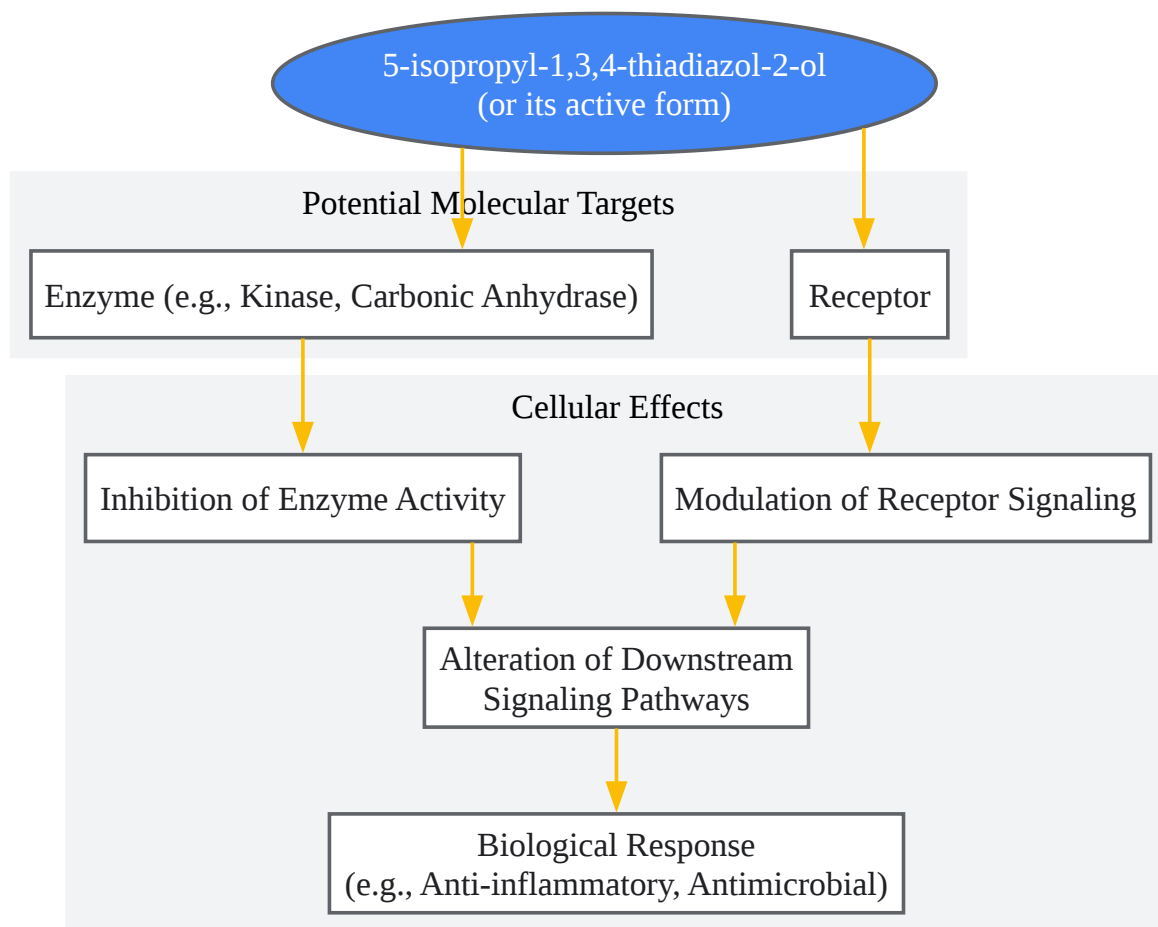 5-isopropyl-1,3,4-thiadiazol-2-ol
(or its active form)
Potential Molecular Targets
Enzyme (e.g., Kinase, Carbonic Anhydrase)
Receptor
Cellular Effects
Inhibition of Enzyme Activity
Modulation of Receptor Signaling
Alteration of Downstream
Signaling Pathways
Biological Response
(e.g., Anti-inflammatory, Antimicrobial)